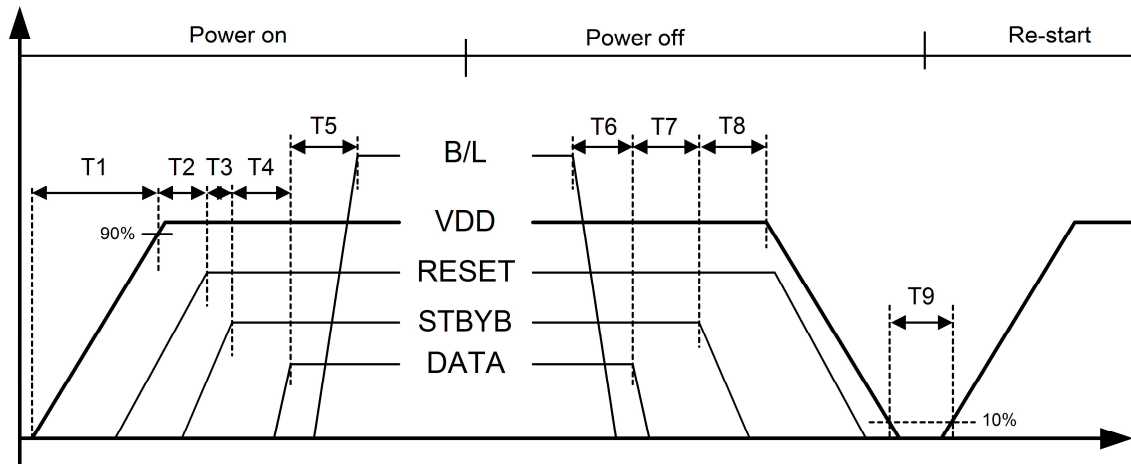 Power on
Power off
Re-start
T1
T2
T3
T4
T5
T6
T7
T8
B/L
VDD
90%
RESET
STBYB
DATA
T9
10%